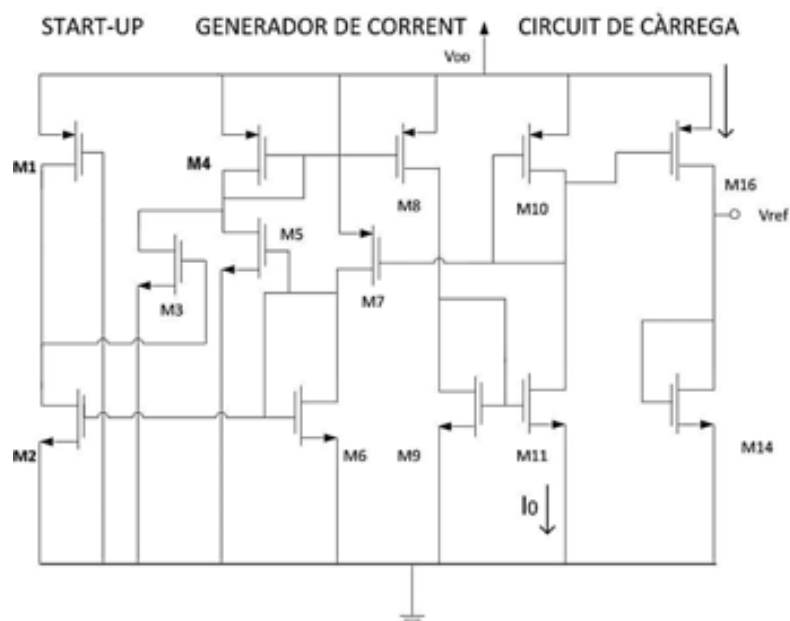 START-UP GENERADOR DE CORRENT CIRCUIT DE CÀRREGA
VDD
M1 M4 M8 M10 M16
Vref
M5
M3 M7
M2 M6 M9 M11 M14
I0